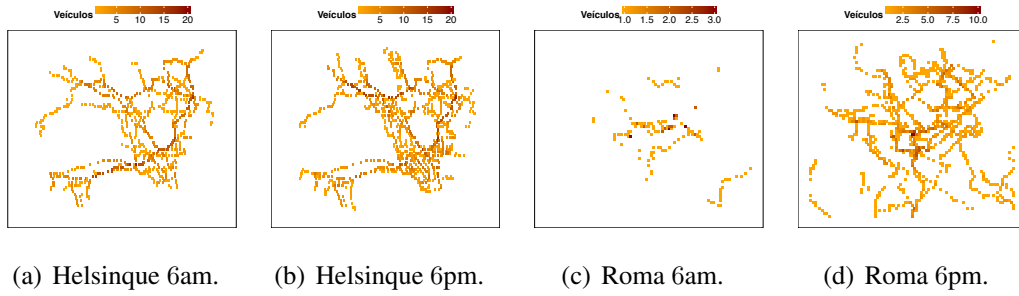 Veículos 5 10 15 20
Veículos 5 10 15 20
Veículos 1.0 1.5 2.0 2.5 3.0
Veículos 2.5 5.0 7.5 10.0
(a) Helsinque 6am.
(b) Helsinque 6pm.
(c) Roma 6am.
(d) Roma 6pm.